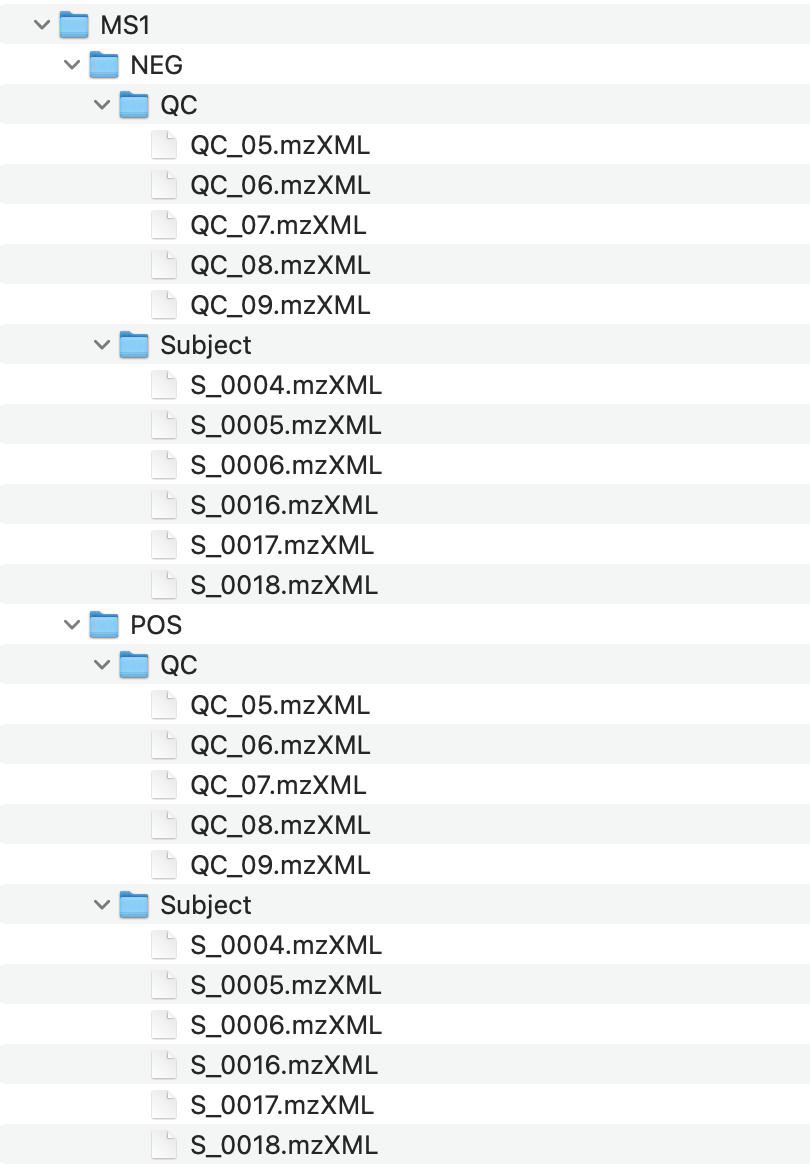 MS1
NEG
QC
QC_05.mzXML
QC_06.mzXML
QC_07.mzXML
QC_08.mzXML
QC_09.mzXML
Subject
S_0004.mzXML
S_0005.mzXML
S_0006.mzXML
S_0016.mzXML
S_0017.mzXML
S_0018.mzXML
POS
QC
QC_05.mzXML
QC_06.mzXML
QC_07.mzXML
QC_08.mzXML
QC_09.mzXML
Subject
S_0004.mzXML
S_0005.mzXML
S_0006.mzXML
S_0016.mzXML
S_0017.mzXML
S_0018.mzXML